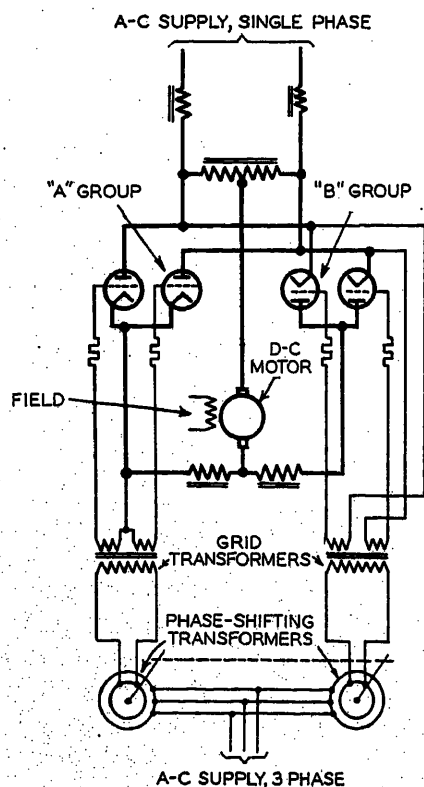 A-C SUPPLY, SINGLE PHASE
"A" GROUP
"B" GROUP
D-C
MOTOR
FIELD
GRID
TRANSFORMERS
PHASE-SHIFTING
TRANSFORMERS
A-C SUPPLY, 3 PHASE